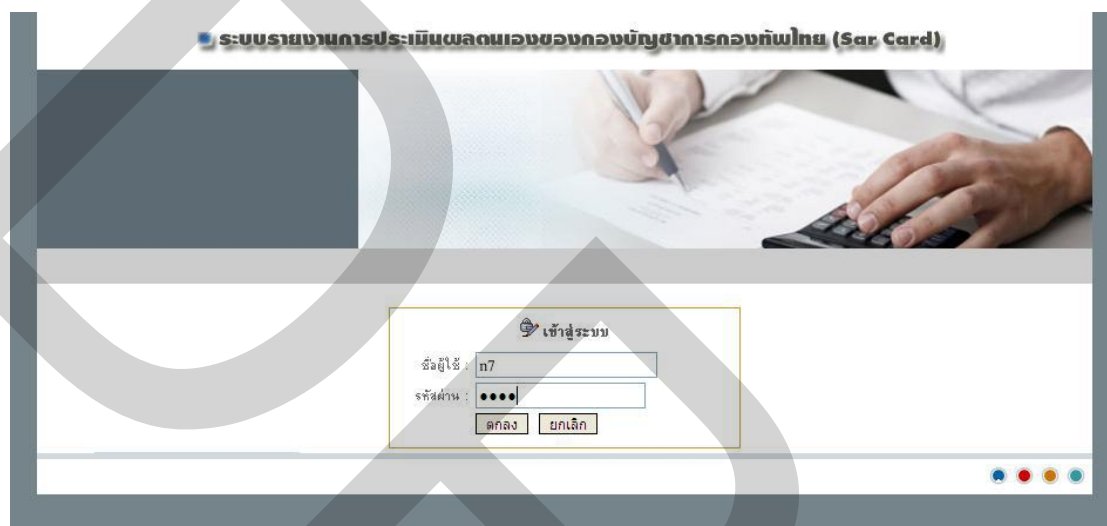 ระบบรายงานการประเมินผลตนเองของกองบัญชาการกองทัพไทย (Sar Card)
เข้าสู่ระบบ
ชื่อผู้ใช้ : n7
รหัสผ่าน : ●●●●
ตกลง ยกเลิก